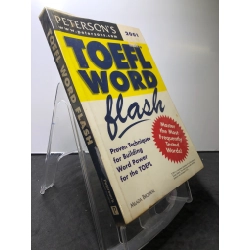 PETERSON'S
www.petersons.com
2001
TOEFL
WORD
flash
Proven Techniques
for Building
Word Power
for the TOEFL
Master
the Most
Frequently
Tested
Words!
TOEFL WORD FLASH